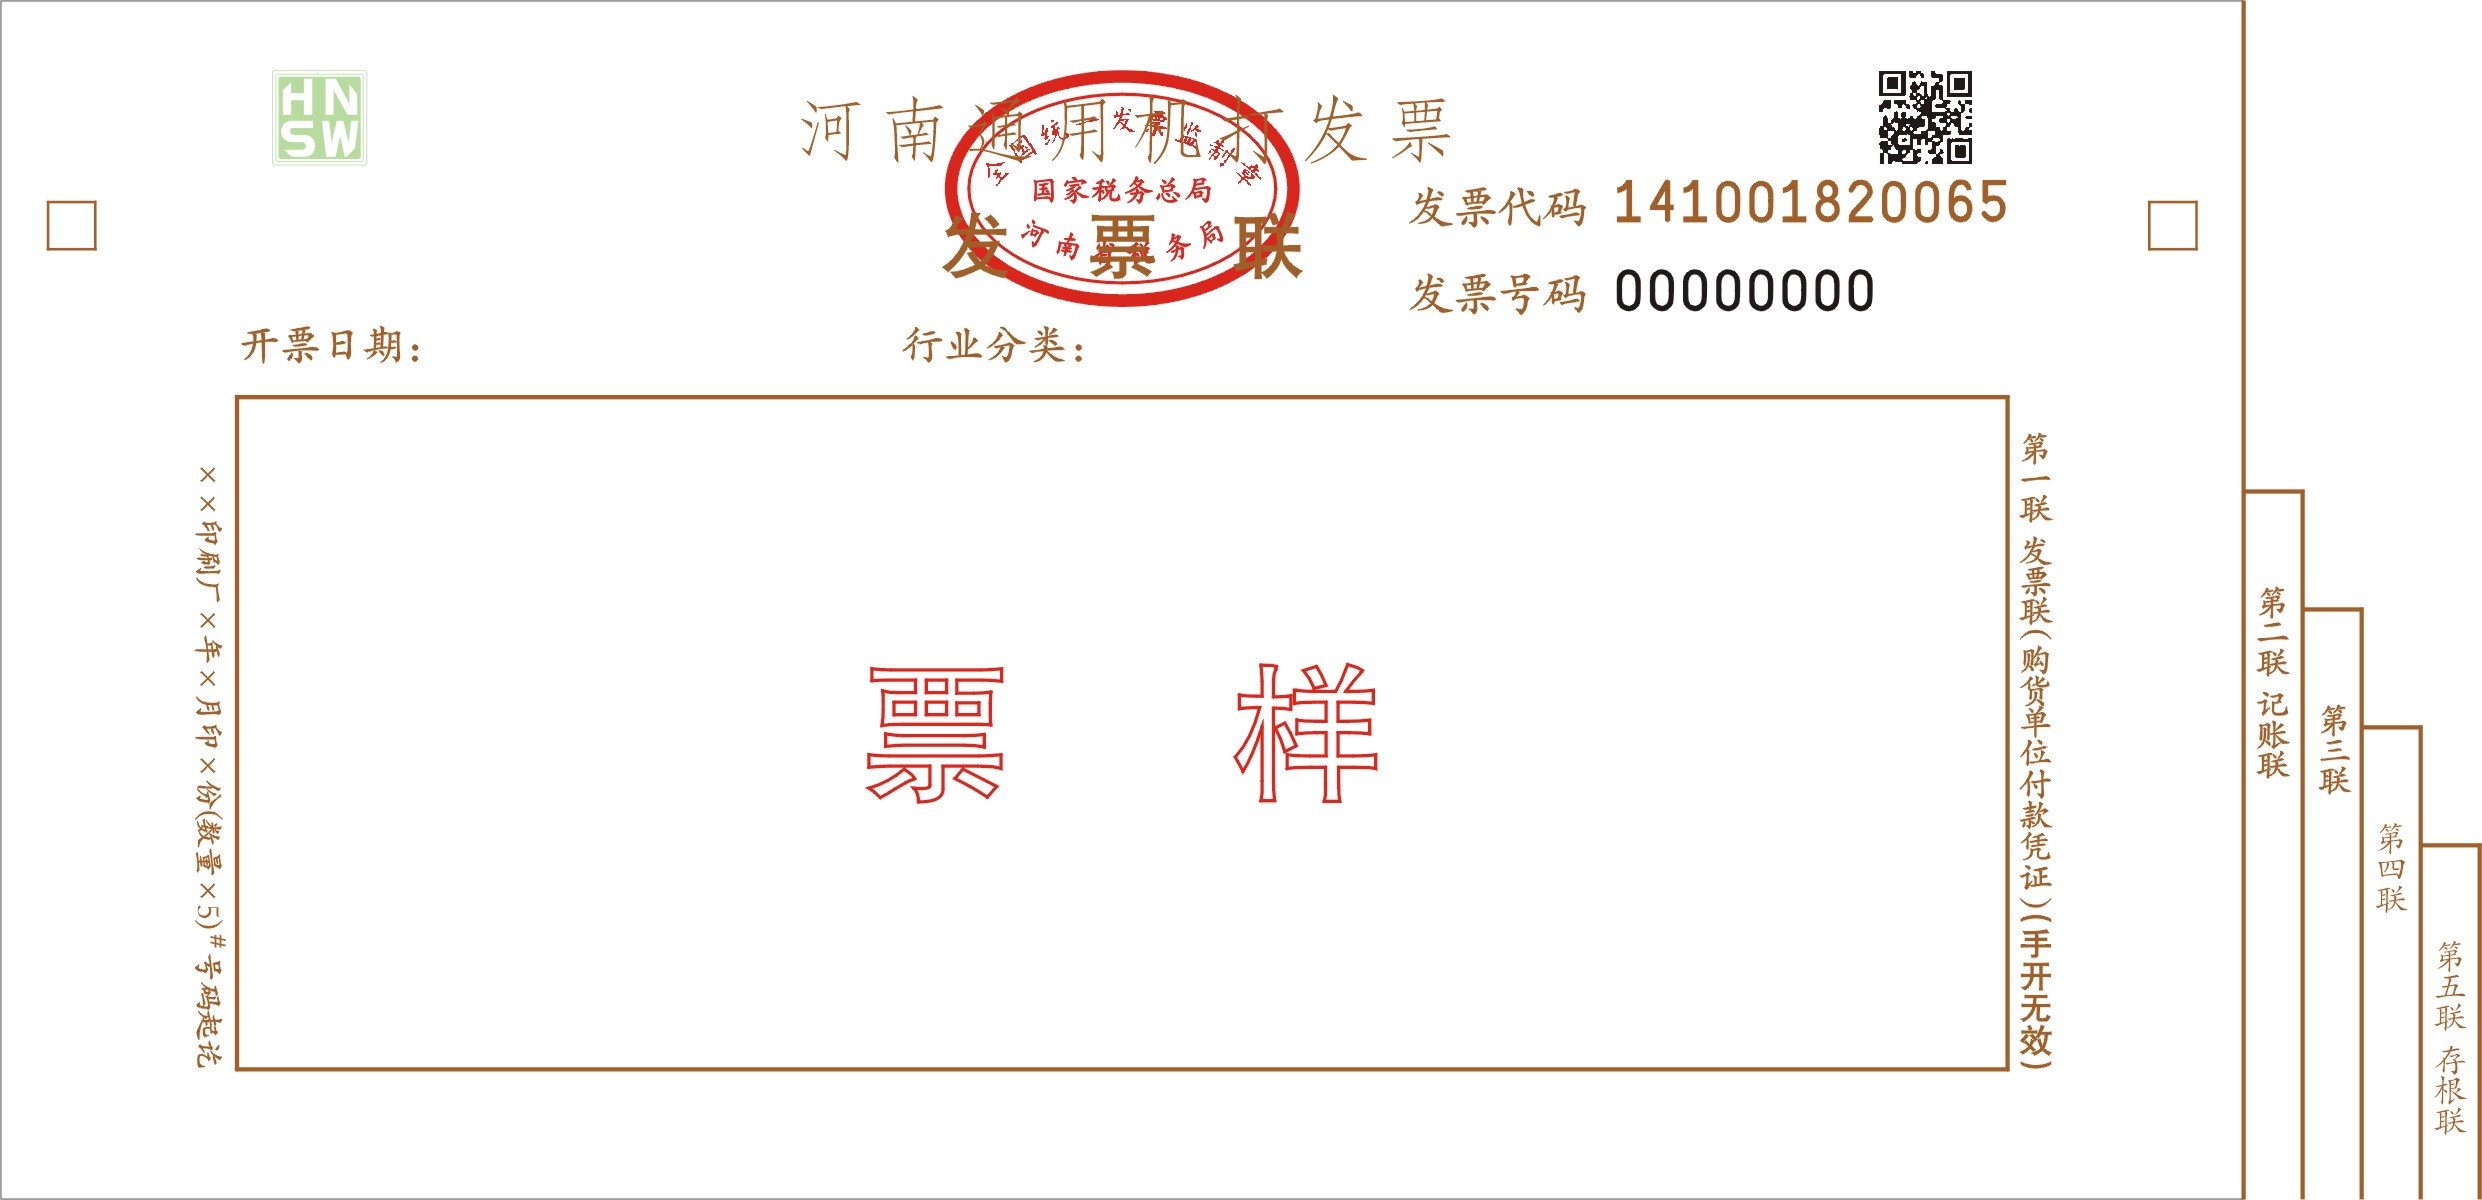 HN
SW
河南通用机打发票
全国统一发票监制章
国家税务总局
河南省税务局
发票联
发票代码 141001820065
发票号码 00000000
开票日期：
行业分类：
××印刷厂×年×月印×份(数量×5)#号码起讫
票样
第一联 发票联(购货单位付款凭证)(手开无效)
第二联 记账联
第三联
第四联
第五联 存根联